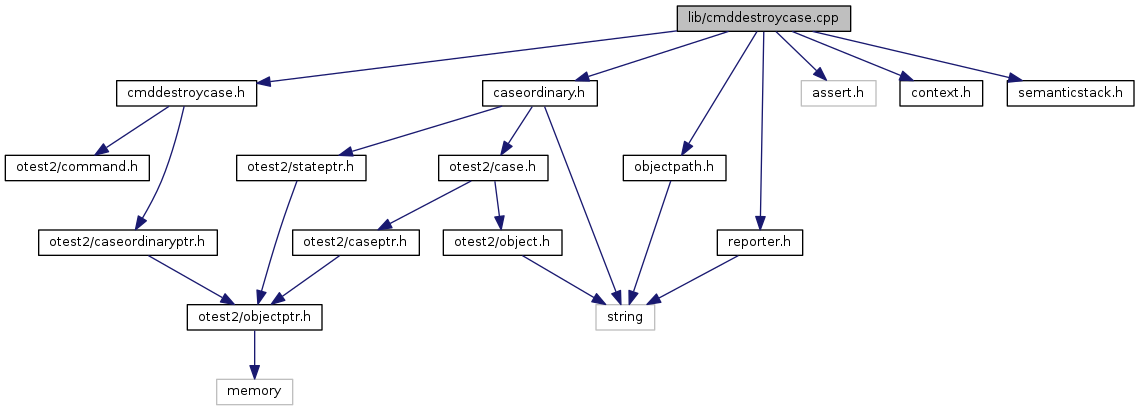 lib/cmddestroycase.cpp
cmddestroycase.h
caseordinary.h
assert.h
context.h
semanticstack.h
otest2/command.h
otest2/stateptr.h
otest2/case.h
objectpath.h
otest2/caseordinaryptr.h
otest2/caseptr.h
otest2/object.h
reporter.h
otest2/objectptr.h
string
memory